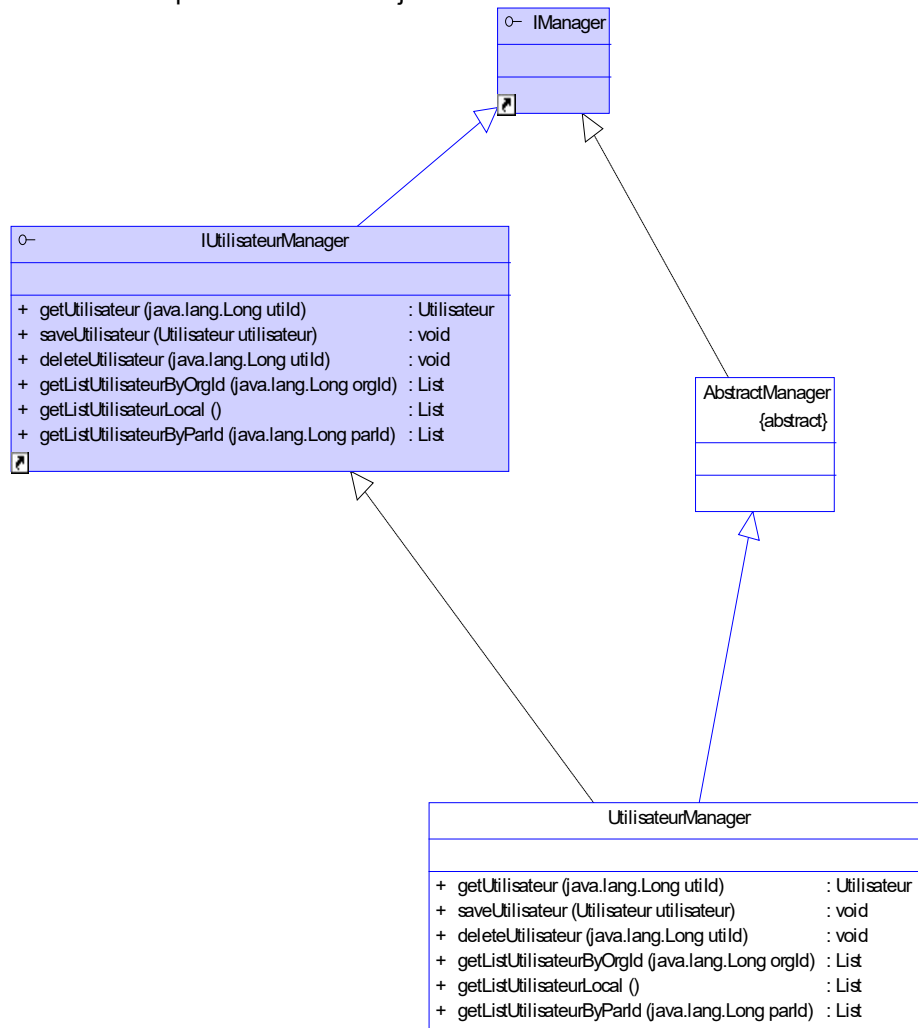 IManager
IUtilisateurManager
+ getUtilisateur (java.lang.Long utiId) : Utilisateur
+ saveUtilisateur (Utilisateur utilisateur) : void
+ deleteUtilisateur (java.lang.Long utiId) : void
+ getListUtilisateurByOrgId (java.lang.Long orgId) : List
+ getListUtilisateurLocal () : List
+ getListUtilisateurByParId (java.lang.Long parId) : List
AbstractManager
{abstract}
UtilisateurManager
+ getUtilisateur (java.lang.Long utiId) : Utilisateur
+ saveUtilisateur (Utilisateur utilisateur) : void
+ deleteUtilisateur (java.lang.Long utiId) : void
+ getListUtilisateurByOrgId (java.lang.Long orgId) : List
+ getListUtilisateurLocal () : List
+ getListUtilisateurByParId (java.lang.Long parId) : List